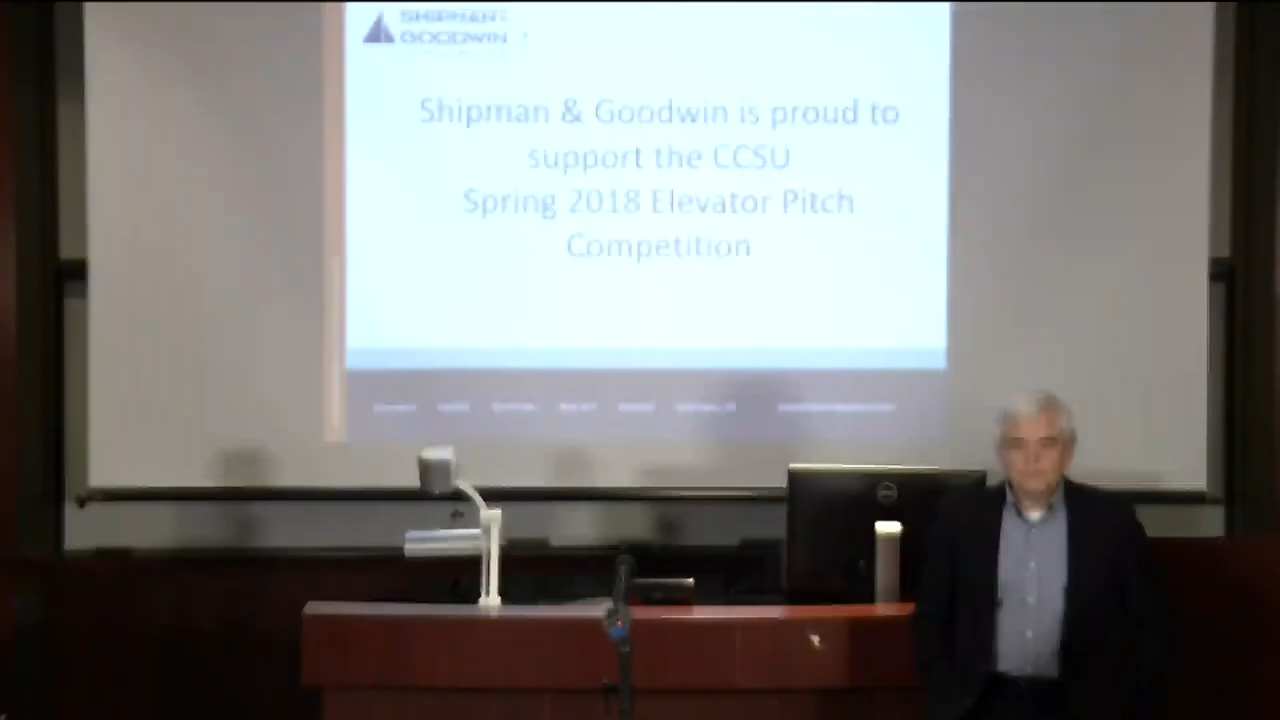 SHIPMAN &
GOODWIN
Shipman & Goodwin is proud to
support the CCSU
Spring 2018 Elevator Pitch
Competition